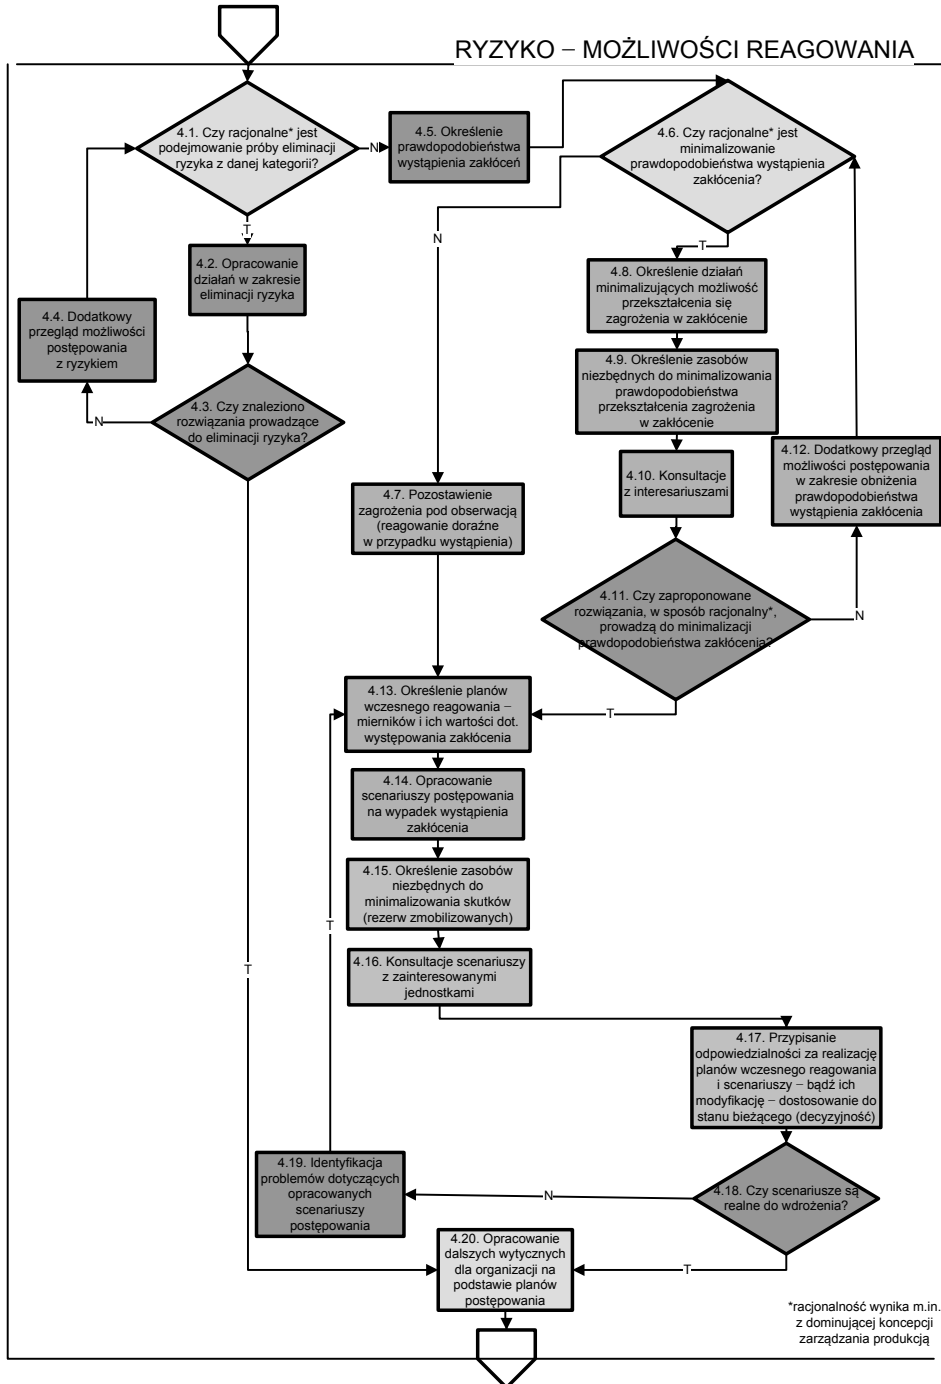 RYZYKO – MOŻLIWOŚCI REAGOWANIA
4.1. Czy racjonalne* jest
podejmowanie próby eliminacji
ryzyka z danej kategorii?
N
4.5. Określenie
prawdopodobieństwa
wystąpienia zakłóceń
4.6. Czy racjonalne* jest
minimalizowanie
prawdopodobieństwa wystąpienia
zakłócenia?
T
N
T
4.2. Opracowanie
działań w zakresie
eliminacji ryzyka
4.8. Określenie działań
minimalizujących możliwość
przekształcenia się
zagrożenia w zakłócenie
4.4. Dodatkowy
przegląd możliwości
postępowania
z ryzykiem
4.9. Określenie zasobów
niezbędnych do minimalizowania
prawdopodobieństwa
przekształcenia zagrożenia
w zakłócenie
N
4.3. Czy znaleziono
rozwiązania prowadzące
do eliminacji ryzyka?
4.12. Dodatkowy przegląd
możliwości postępowania
w zakresie obniżenia
prawdopodobieństwa
wystąpienia zakłócenia
4.10. Konsultacje
z interesariuszami
4.7. Pozostawienie
zagrożenia pod obserwacją
(reagowanie doraźne
w przypadku wystąpienia)
4.11. Czy zaproponowane
rozwiązania, w sposób racjonalny*,
prowadzą do minimalizacji
prawdopodobieństwa zakłócenia?
N
T
4.13. Określenie planów
wczesnego reagowania –
mierników i ich wartości dot.
występowania zakłócenia
4.14. Opracowanie
scenariuszy postępowania
na wypadek wystąpienia
zakłócenia
4.15. Określenie zasobów
niezbędnych do
minimalizowania skutków
(rezerw zmobilizowanych)
T
T
4.16. Konsultacje scenariuszy
z zainteresowanymi
jednostkami
4.17. Przypisanie
odpowiedzialności za realizację
planów wczesnego reagowania
i scenariuszy – bądź ich
modyfikację – dostosowanie do
stanu bieżącego (decyzyjność)
4.19. Identyfikacja
problemów dotyczących
opracowanych
scenariuszy
postępowania
N
4.18. Czy scenariusze są
realne do wdrożenia?
4.20. Opracowanie
dalszych wytycznych
dla organizacji na
podstawie planów
postępowania
T
*racjonalność wynika m.in.
z dominującej koncepcji
zarządzania produkcją